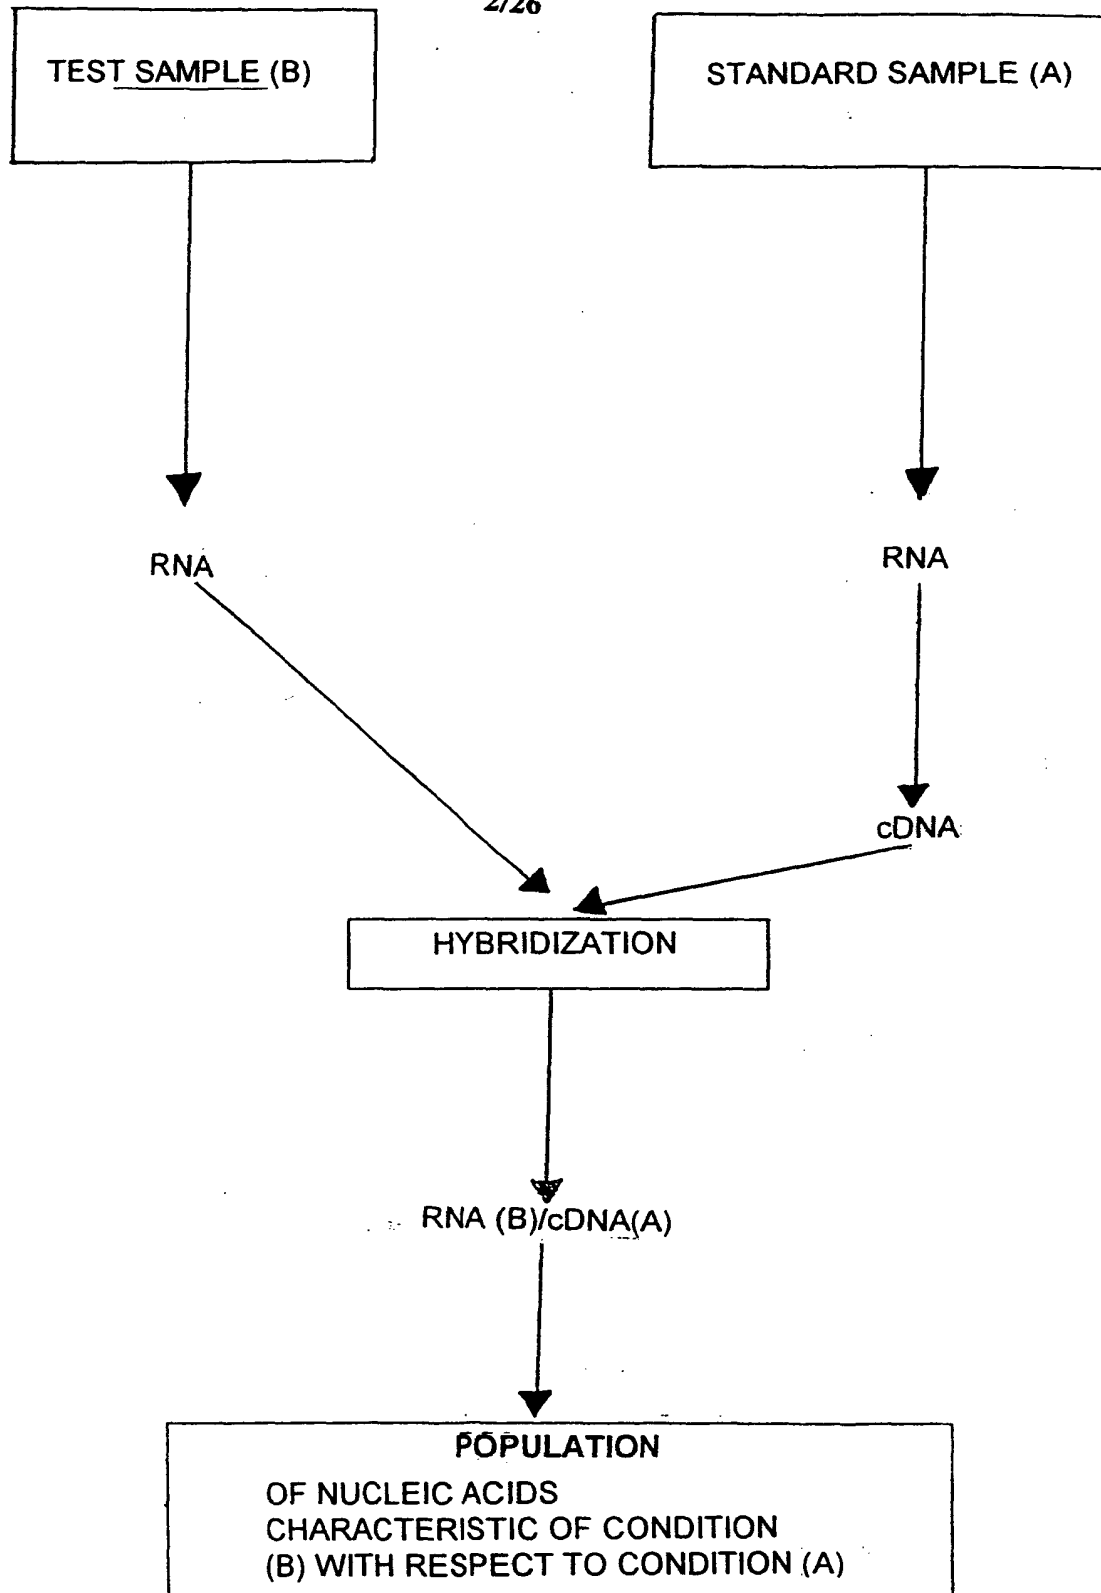 2/26
TEST SAMPLE (B)
STANDARD SAMPLE (A)
RNA
RNA
cDNA
HYBRIDIZATION
RNA (B)/cDNA(A)
POPULATION
OF NUCLEIC ACIDS
CHARACTERISTIC OF CONDITION
(B) WITH RESPECT TO CONDITION (A)